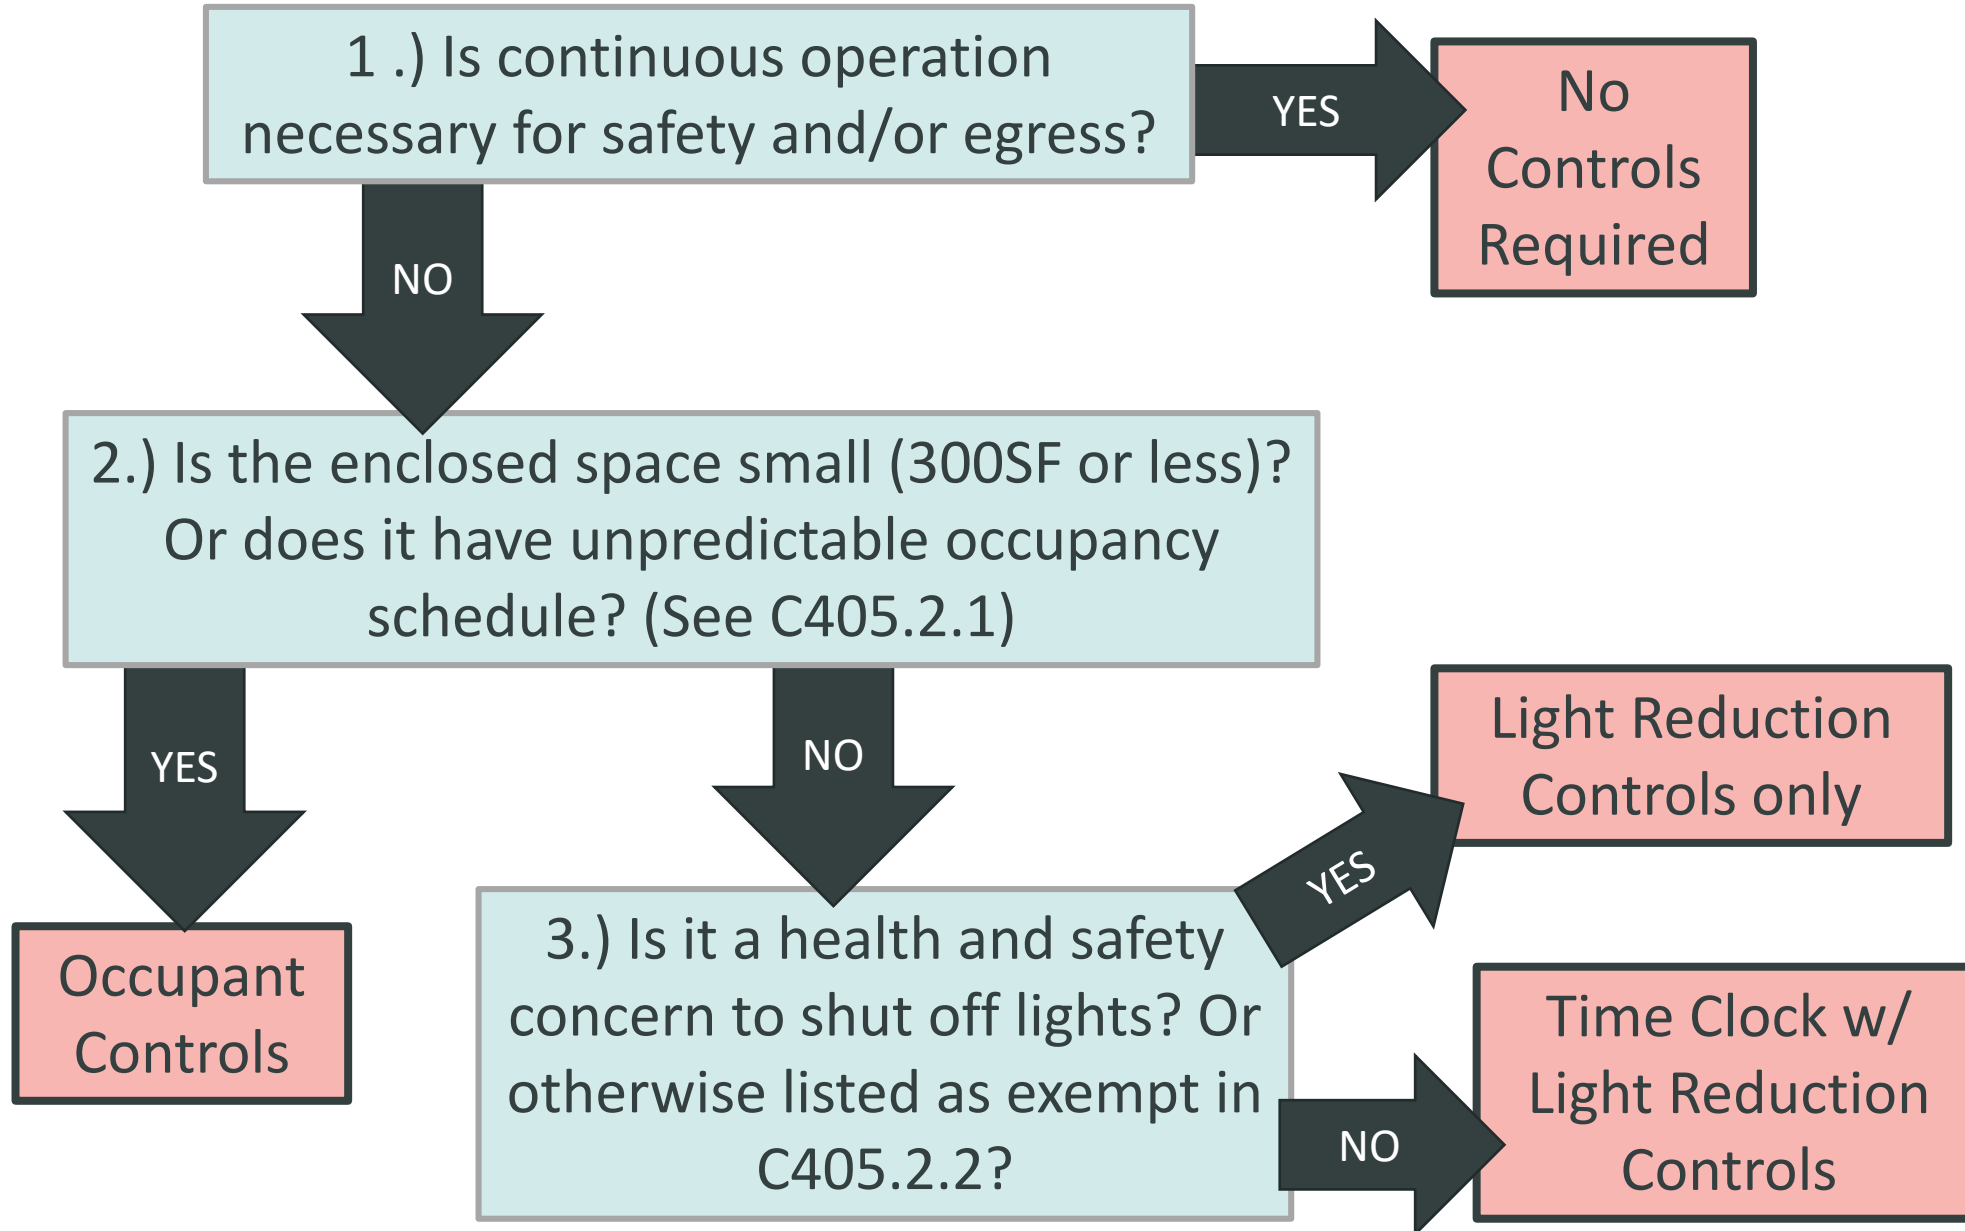 1 .) Is continuous operation
necessary for safety and/or egress?
YES
No
Controls
Required
NO
2.) Is the enclosed space small (300SF or less)?
Or does it have unpredictable occupancy
schedule? (See C405.2.1)
YES
NO
Occupant
Controls
3.) Is it a health and safety
concern to shut off lights? Or
otherwise listed as exempt in
C405.2.2?
YES
Light Reduction
Controls only
NO
Time Clock w/
Light Reduction
Controls